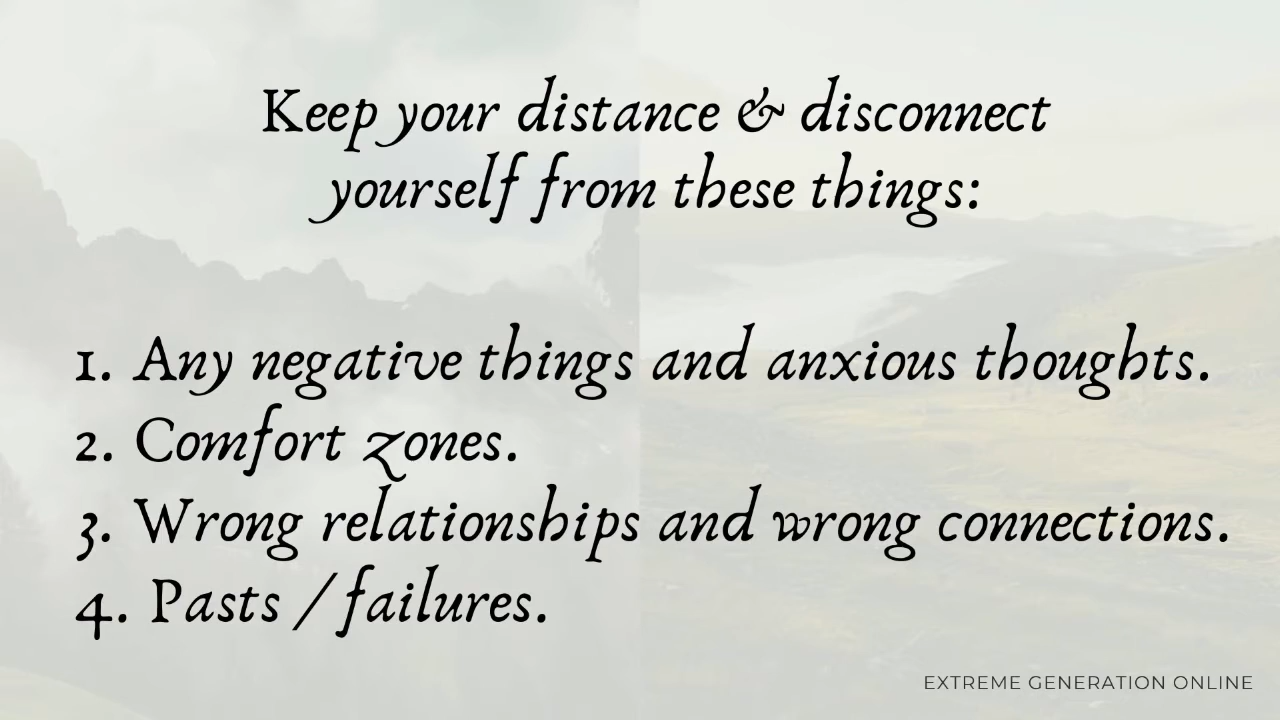 Keep your distance & disconnect
yourself from these things:
1. Any negative things and anxious thoughts.
2. Comfort zones.
3. Wrong relationships and wrong connections.
4. Pasts / failures.
EXTREME GENERATION ONLINE